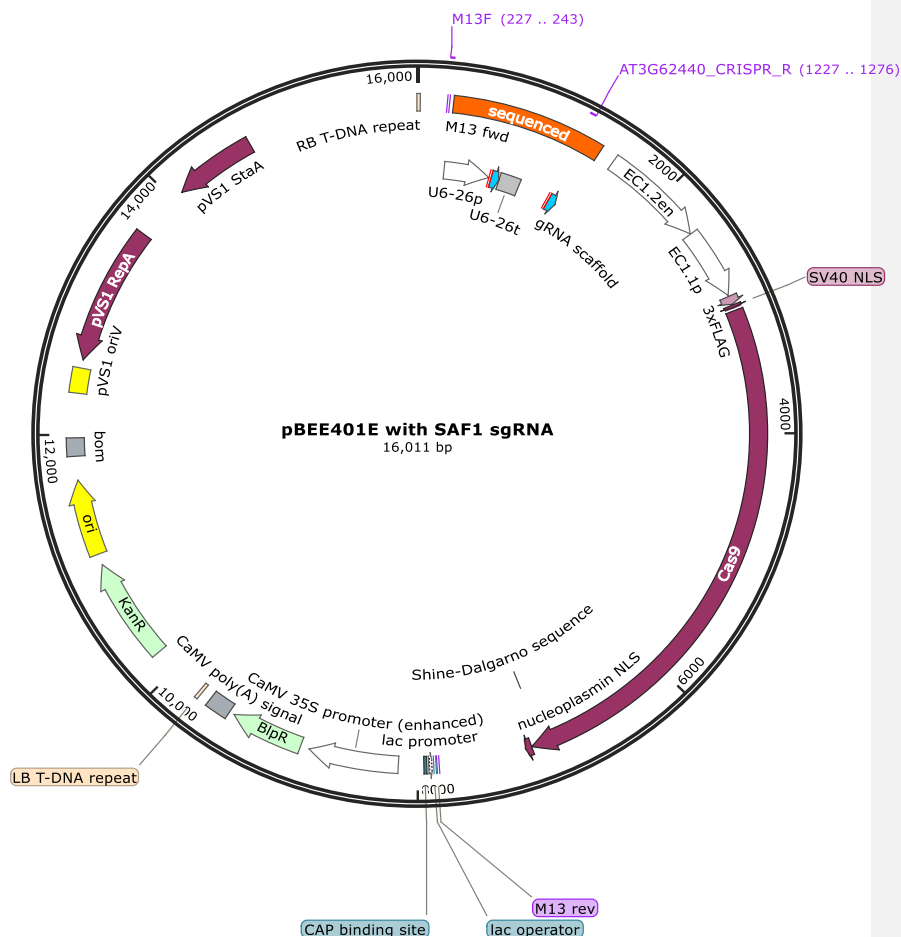 M13F (227 .. 243)
AT3G62440_CRISPR_R (1227 .. 1276)
16,000
sequenced
M13 fwd
RB T-DNA repeat
2000
EC1.2en
pVS1 StaA
14,000
U6-26p
U6-26t
gRNA scaffold
EC1.1p
SV40 NLS
3xFLAG
pVS1 RepA
pVS1 oriV
4000
pBEE401E with SAF1 sgRNA
16,011 bp
bom
12,000
ori
Cas9
KanR
Shine-Dalgarno sequence
6000
nucleoplasmin NLS
CaMV poly(A) signal
CaMV 35S promoter (enhanced)
10,000
BlpR
lac promoter
LB T-DNA repeat
8000
M13 rev
CAP binding site
lac operator